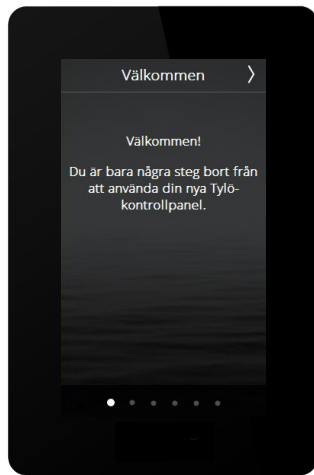 Välkommen
Välkommen!
Du är bara några steg bort från
att använda din nya Tylö-
kontrollpanel.